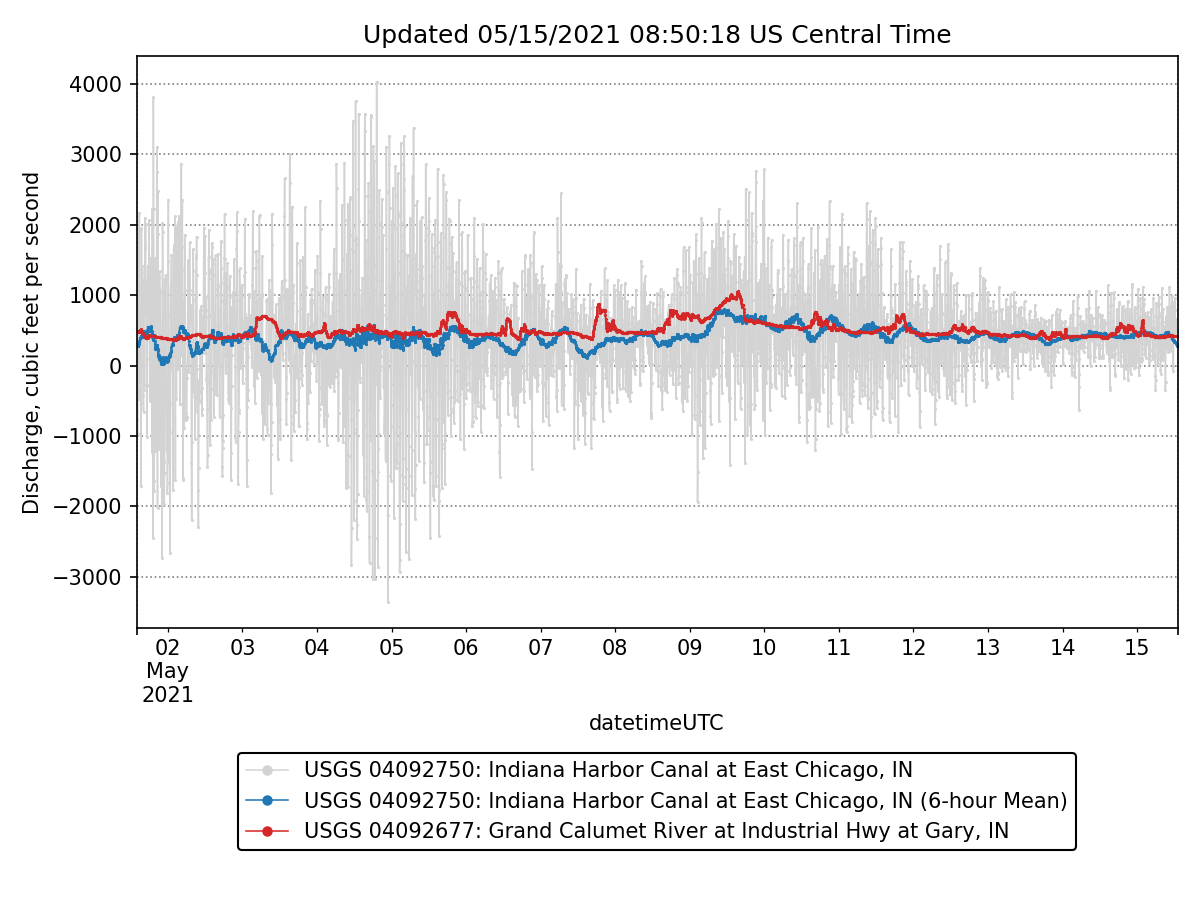 Updated 05/15/2021 08:50:18 US Central Time
Discharge, cubic feet per second
4000
3000
2000
1000
0
−1000
−2000
−3000
02 03 04 05 06 07 08 09 10 11 12 13 14 15
May
2021
datetimeUTC
USGS 04092750: Indiana Harbor Canal at East Chicago, IN
USGS 04092750: Indiana Harbor Canal at East Chicago, IN (6-hour Mean)
USGS 04092677: Grand Calumet River at Industrial Hwy at Gary, IN